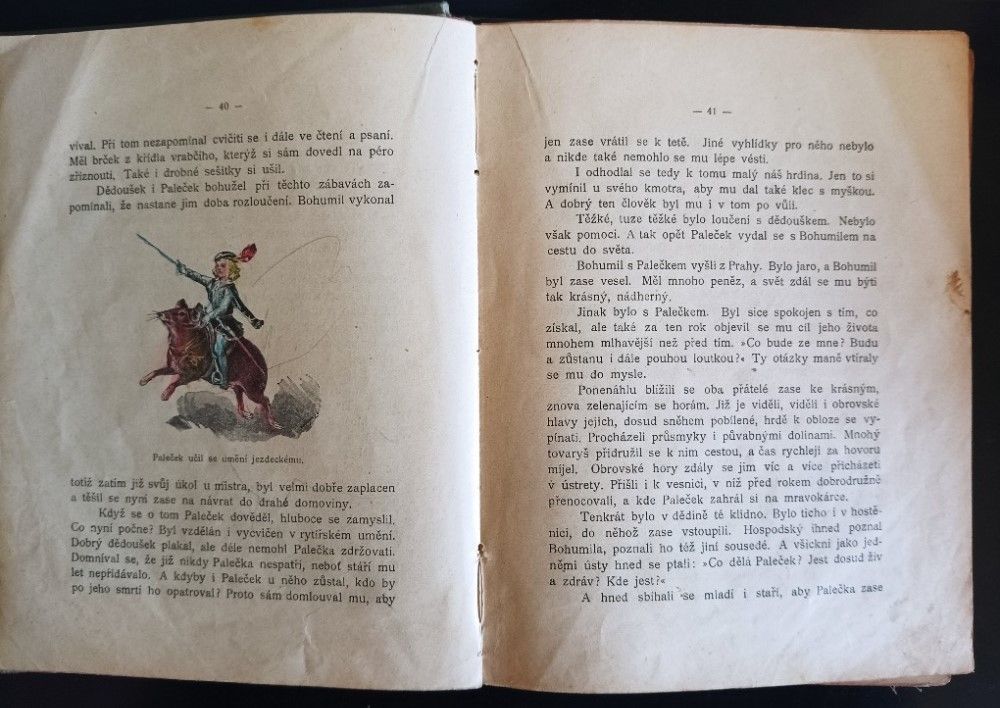 — 40 —
víval. Při tom nezapomínal cvičiti se i dále ve čtení a psaní.
Měl brček z křídla vrabčího, kterýž si sám dovedl na péro
zříznouti. Také i drobné sešitky si ušil.
Dědoušek i Paleček bohužel při těchto zábavách za-
pomínali, že nastane jim doba rozloučení. Bohumil vykonal
Paleček učil se umění jezdeckému.
totiž zatím již svůj úkol u mistra, byl velmi dobře zaplacen
a těšil se nyní zase na návrat do drahé domoviny.
Když se o tom Paleček dověděl, hluboce se zamyslil.
Co nyní počne? Byl vzdělán i vycvičen v rytířském umění.
Dobrý dědoušek plakal, ale déle nemohl Palečka zdržovati.
Domníval se, že již nikdy Palečka nespatří, neboť stáří mu
let nepřidávalo. A kdyby i Paleček u něho zůstal, kdo by
po jeho smrti ho opatroval? Proto sám domlouval mu, aby
— 41 —
jen zase vrátil se k tetě. Jiné vyhlídky pro něho nebylo
a nikde také nemohlo se mu lépe vésti.
I odhodlal se tedy k tomu malý náš hrdina. Jen to si
vymínil u svého kmotra, aby mu dal také klec s myškou.
A dobrý ten člověk byl mu i v tom po vůli.
Těžké, tuze těžké bylo loučení s dědouškem. Nebylo
však pomoci. A tak opět Paleček vydal se s Bohumilem na
cestu do světa.
Bohumil s Palečkem vyšli z Prahy. Bylo jaro, a Bohumil
byl zase vesel. Měl mnoho peněz, a svět zdál se mu býti
tak krásný, nádherný.
Jinak bylo s Palečkem. Byl sice spokojen s tím, co
získal, ale také za ten rok objevil se mu cíl jeho života
mnohem mlhavější než před tím. »Co bude ze mne? Budu
a zůstanu i dále pouhou loutkou?« Ty otázky maně vtíraly
se mu do mysle.
Ponenáhlu blížili se oba přátelé zase ke krásným,
znova zelenajícím se horám. Již je viděli, viděli i obrovské
hlavy jejich, dosud sněhem pobílené, hrdě k obloze se vy-
pínati. Procházeli průsmyky i půvabnými dolinami. Mnohý
tovaryš přidružil se k nim cestou, a čas rychleji za hovoru
míjel. Obrovské hory zdály se jim víc a více přicházeti
v ústrety. Přišli i k vesnici, v níž před rokem dobrodružně
přenocovali, a kde Paleček zahrál si na mravokárce.
Tenkrát bylo v dědině té klidno. Bylo ticho i v hostě-
nici, do něhož zase vstoupili. Hospodský ihned poznal
Bohumila, poznali ho též jiní sousedé. A všickni jako jed-
němi ústy hned se ptali: »Co dělá Paleček? Jest dosud živ
a zdráv? Kde jest?«
A hned sbíhali se mladí i staří, aby Palečka zase